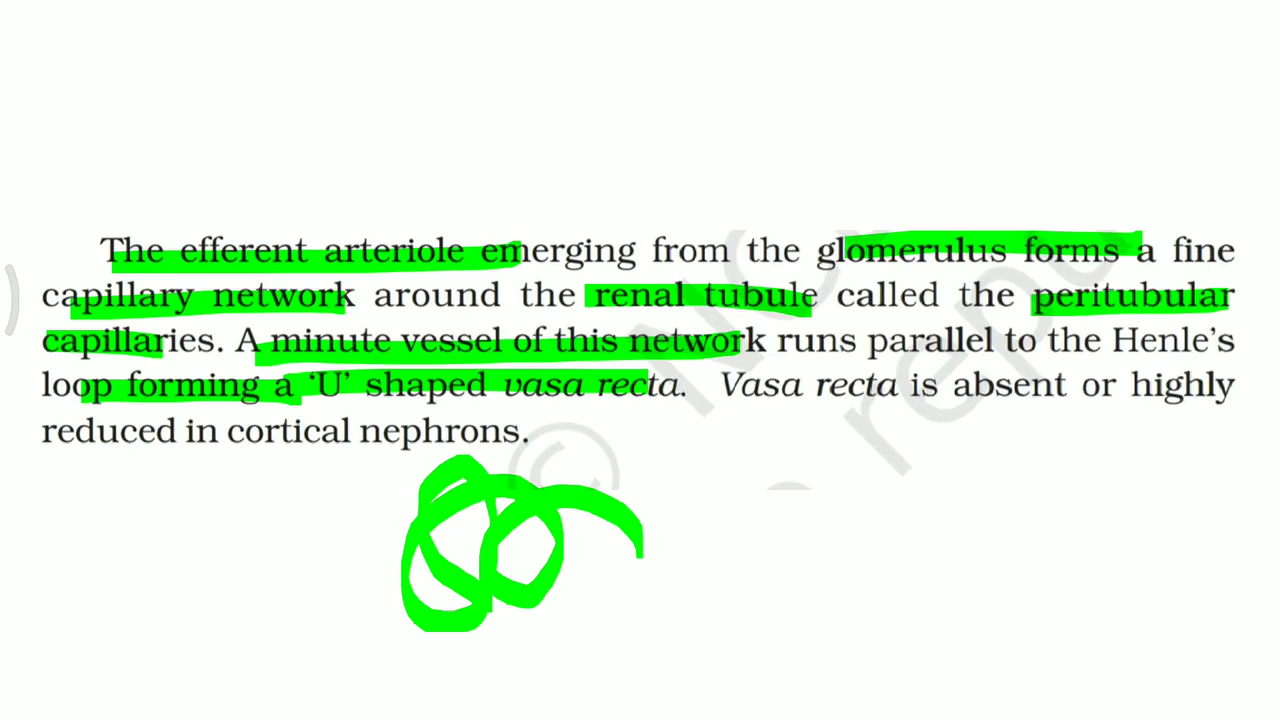 The efferent arteriole emerging from the glomerulus forms a fine
capillary network around the renal tubule called the peritubular
capillaries. A minute vessel of this network runs parallel to the Henle's
loop forming a ‘U’ shaped vasa recta. Vasa recta is absent or highly
reduced in cortical nephrons.